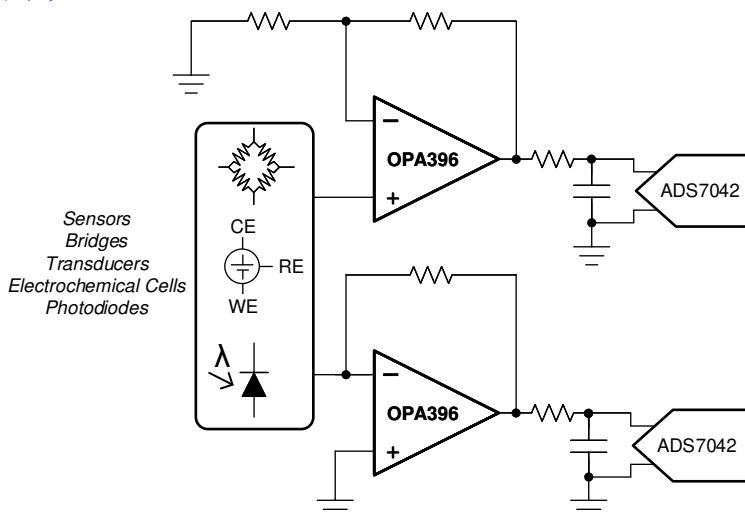 −
OPA396
+
ADS7042
Sensors
Bridges
Transducers
Electrochemical Cells
Photodiodes
CE
RE
WE
λ
−
OPA396
+
ADS7042